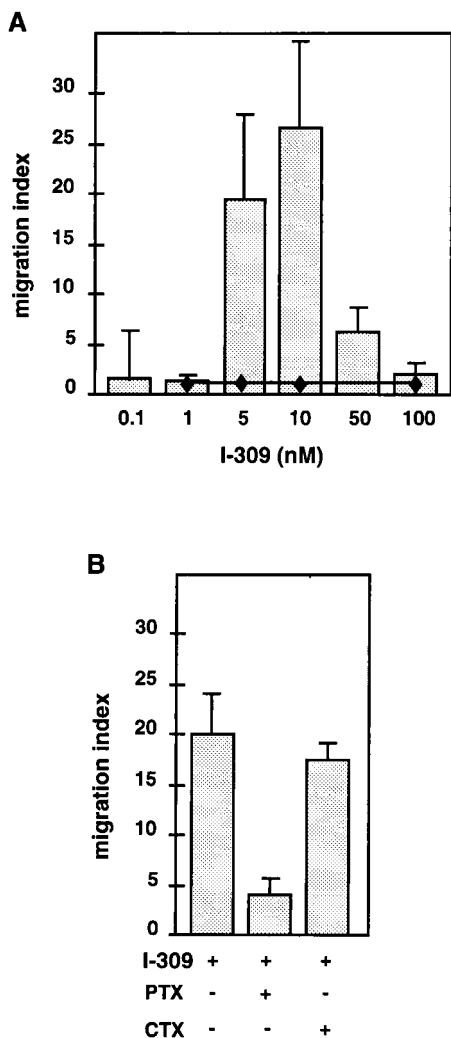 A
migration index
30
25
20
15
10
5
0
0.1 1 5 10 50 100
I-309 (nM)
B
migration index
30
25
20
15
10
5
0
I-309 + + +
PTX - + -
CTX - - +